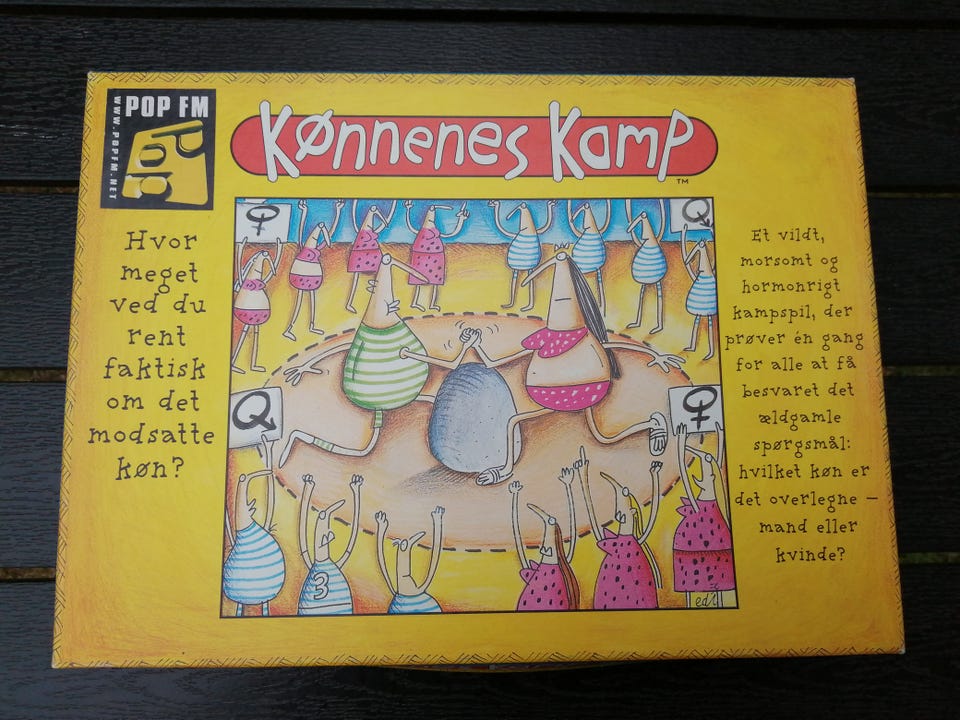 POP FM
WWW.POPFM.NET
pop
Kønnenes Kamp
TM
Hvor
meget
ved du
rent
faktisk
om det
modsatte
køn?
Et vildt,
morsomt og
hormonrigt
kampspil, der
prøver én gang
for alle at få
besvaret det
ældgamle
spørgsmål:
hvilket køn er
det overlegne –
mand eller
kvinde?
3